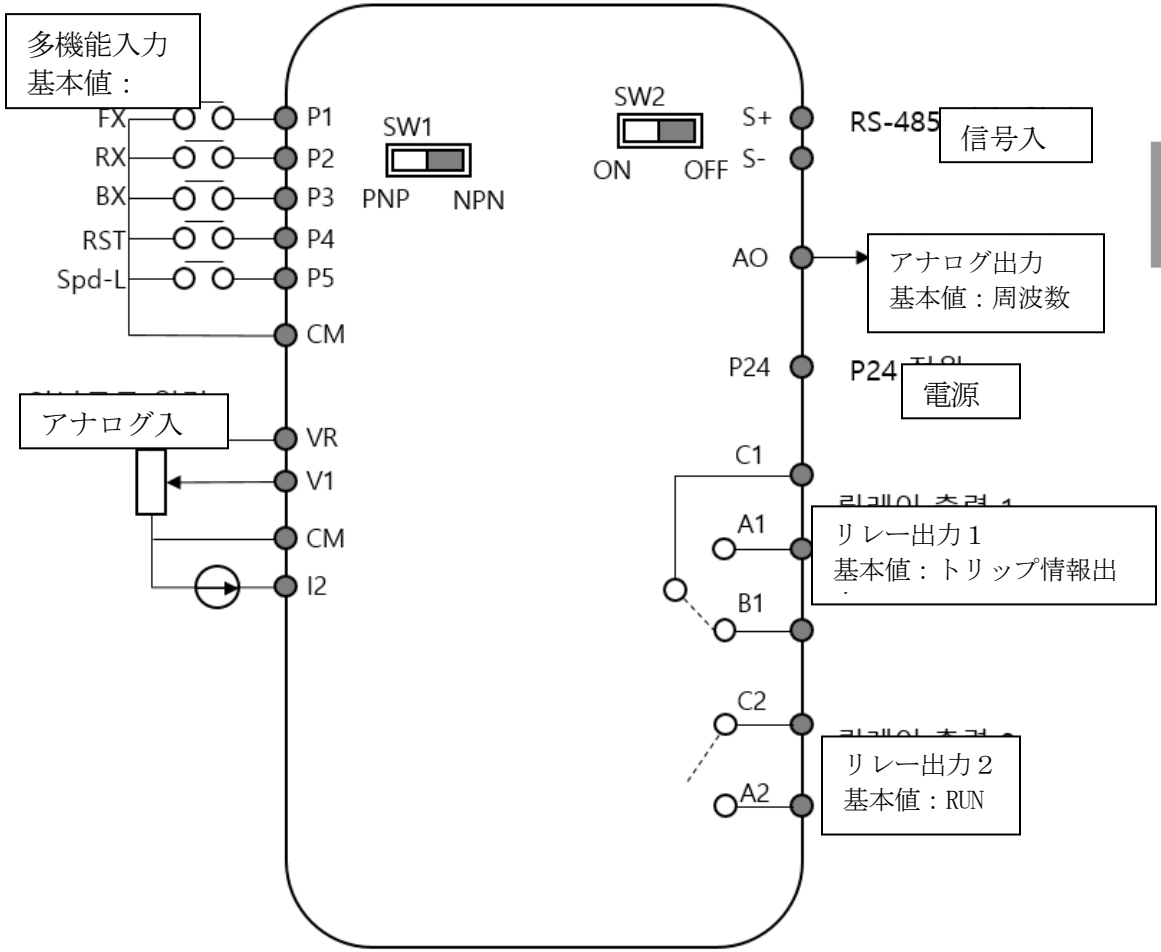 多機能入力
基本値：
FX
RX
BX
RST
Spd-L
P1
P2
P3
P4
P5
CM
SW1
PNP NPN
SW2
ON OFF
S+
S-
RS-485
信号入
AO
アナログ出力
基本値：周波数
P24
P24
電源
アナログ入
VR
V1
CM
I2
C1
A1
B1
リレー出力１
基本値：トリップ情報出
C2
A2
リレー出力２
基本値：RUN